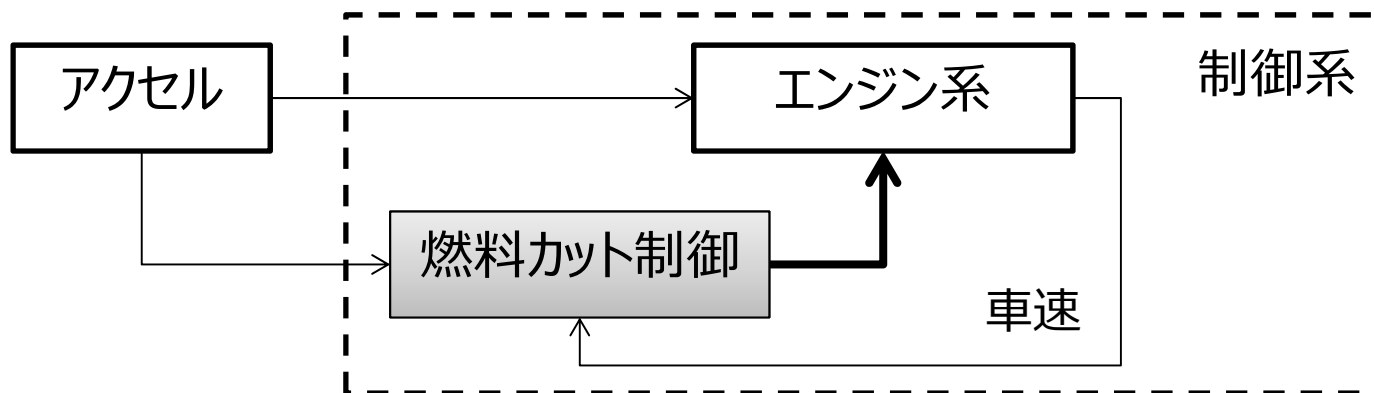 アクセル
エンジン系
制御系
燃料カット制御
車速